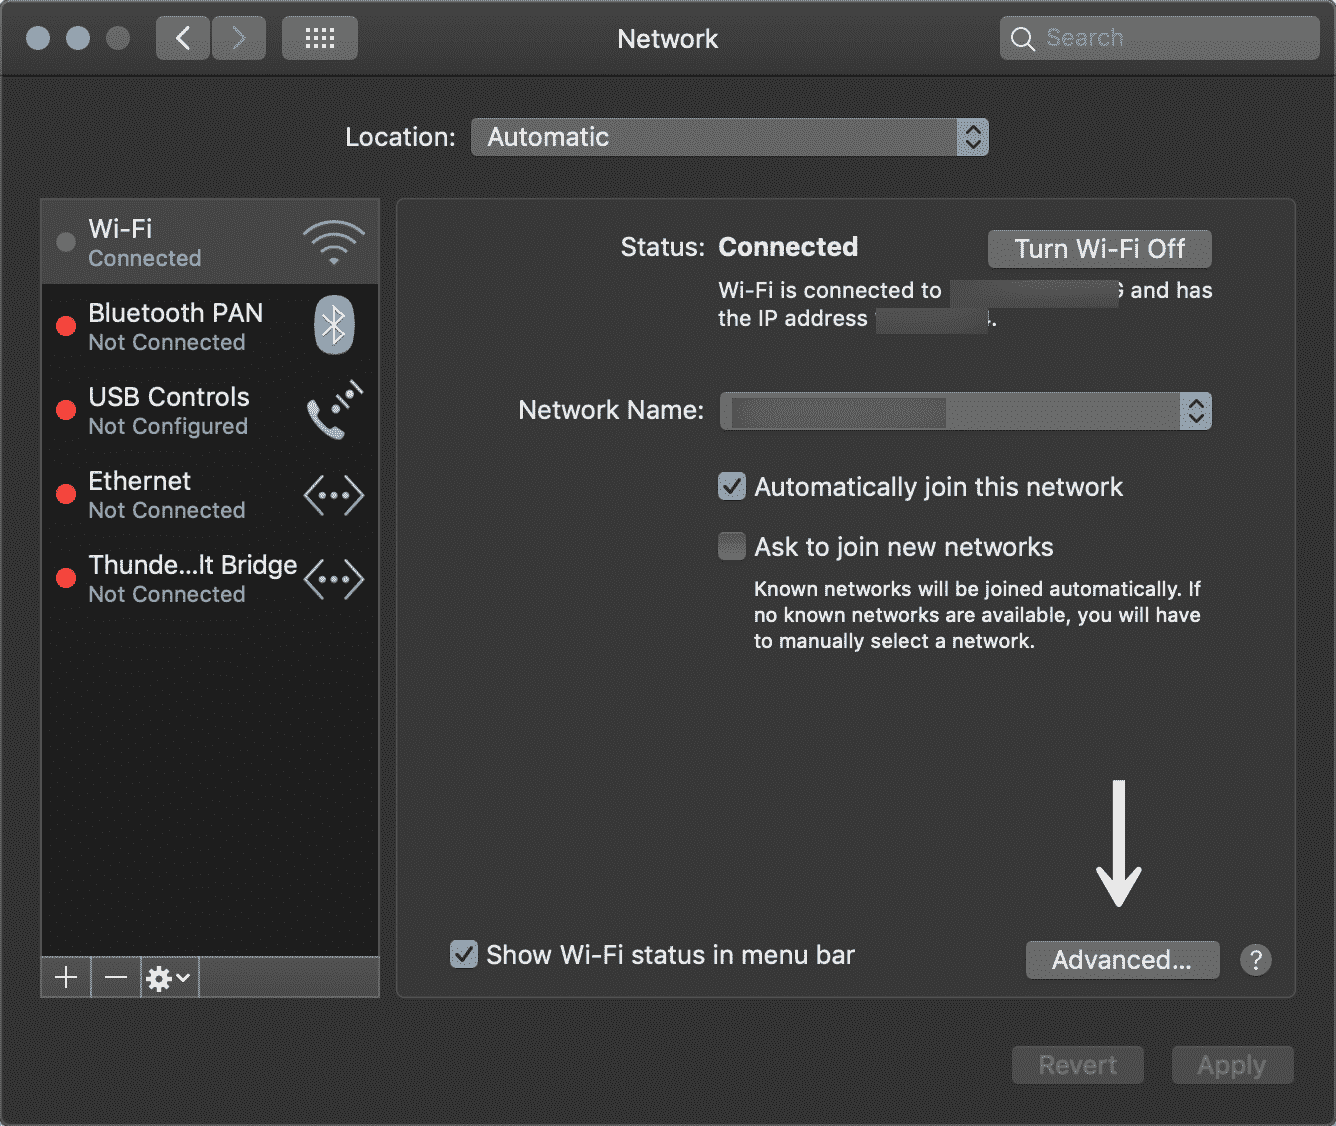 Network
Search
Location:
Automatic
Wi-Fi
Connected
Bluetooth PAN
Not Connected
USB Controls
Not Configured
Ethernet
Not Connected
Thunde...lt Bridge
Not Connected
Status: Connected
Turn Wi-Fi Off
Wi-Fi is connected to G and has
the IP address 4.
Network Name:
Automatically join this network
Ask to join new networks
Known networks will be joined automatically. If
no known networks are available, you will have
to manually select a network.
Show Wi-Fi status in menu bar
Advanced...
?
Revert
Apply